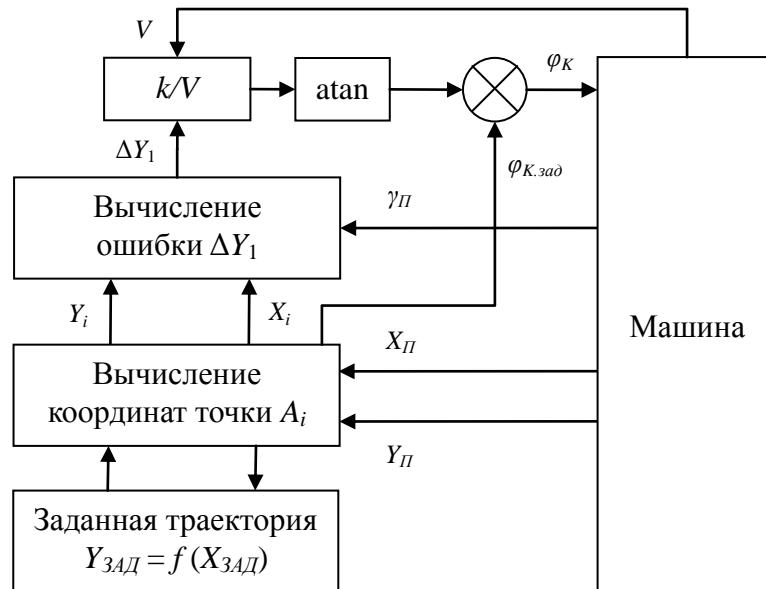 V
k/V
atan
φK
ΔY1
φK.зад
Вычисление
ошибки ΔY1
γП
Yi
Xi
Машина
XП
Вычисление
координат точки Ai
YП
Заданная траектория
YЗАД = f (XЗАД)